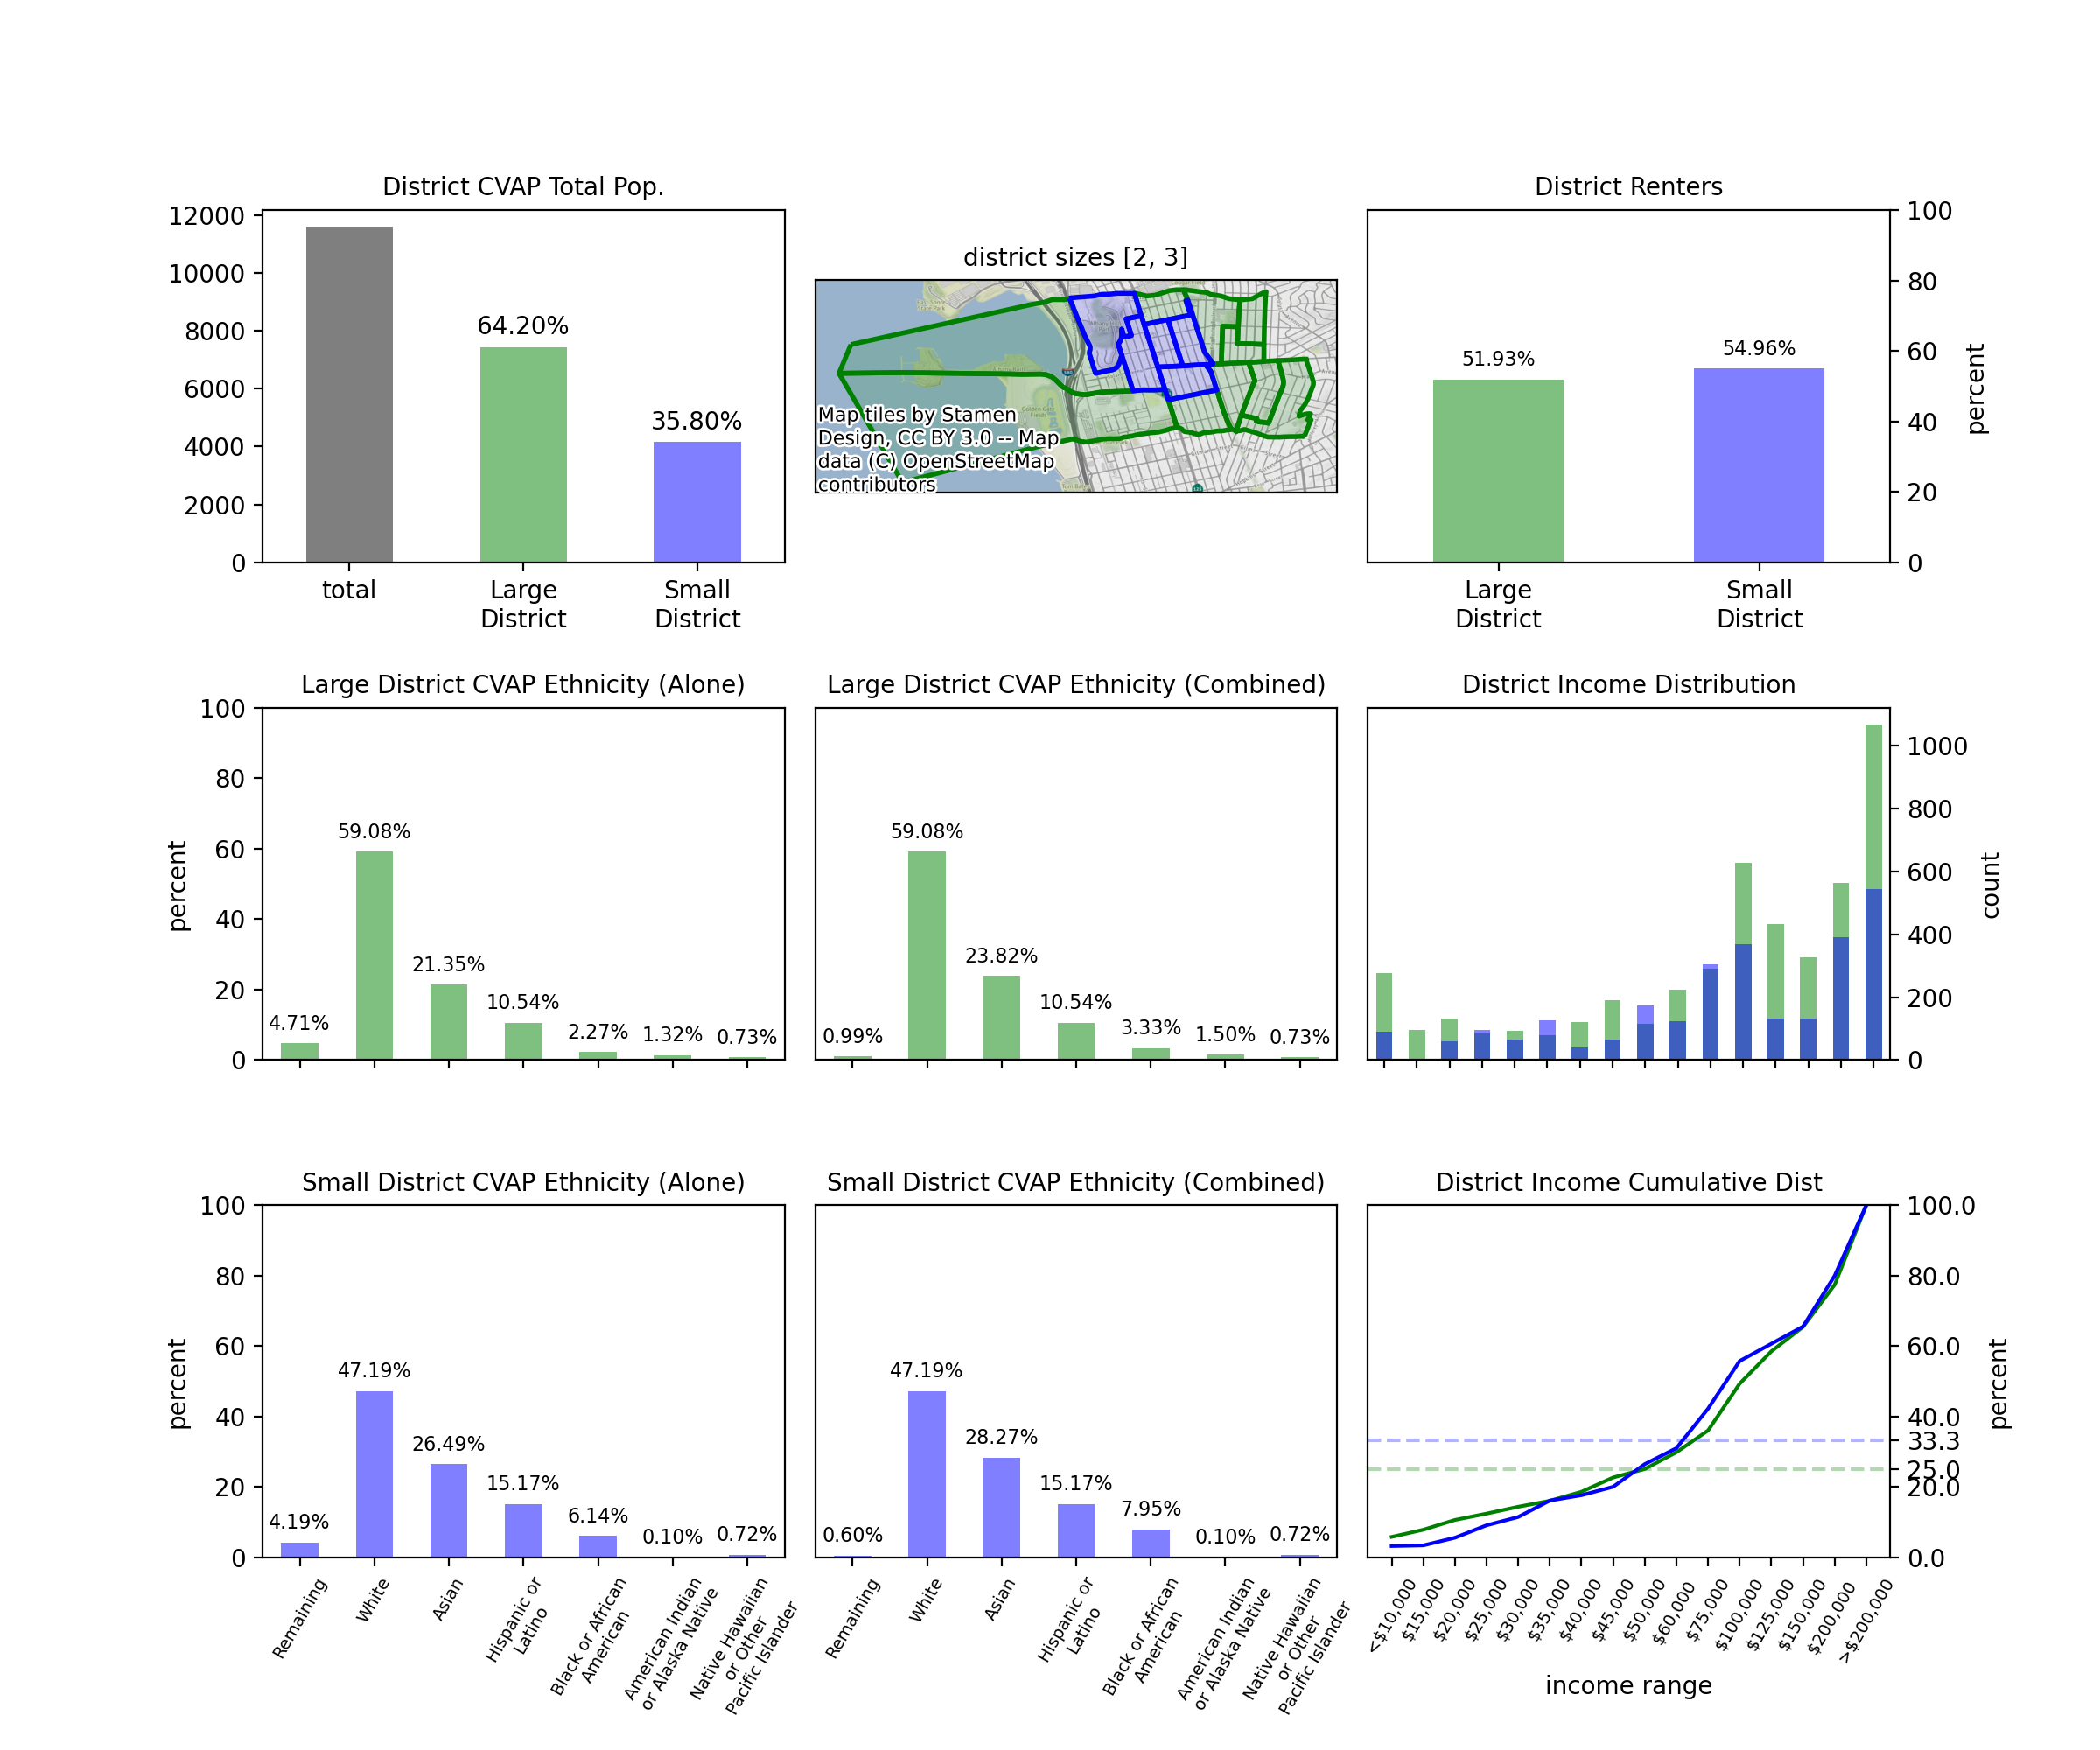 District CVAP Total Pop.
12000
10000
8000
6000
4000
2000
0
64.20%
35.80%
total
Large
District
Small
District
district sizes [2, 3]
Map tiles by Stamen
Design, CC BY 3.0 -- Map
data (C) OpenStreetMap
contributors
District Renters
51.93%
54.96%
100
80
60
40
20
0
percent
Large
District
Small
District
Large District CVAP Ethnicity (Alone)
100
80
60
40
20
0
percent
4.71%
59.08%
21.35%
10.54%
2.27%
1.32%
0.73%
Large District CVAP Ethnicity (Combined)
0.99%
59.08%
23.82%
10.54%
3.33%
1.50%
0.73%
District Income Distribution
1000
800
600
400
200
0
count
Small District CVAP Ethnicity (Alone)
100
80
60
40
20
0
percent
4.19%
47.19%
26.49%
15.17%
6.14%
0.10%
0.72%
Remaining
White
Asian
Hispanic or
Latino
Black or African
American
American Indian
or Alaska Native
Native Hawaiian
or Other
Pacific Islander
Small District CVAP Ethnicity (Combined)
0.60%
47.19%
28.27%
15.17%
7.95%
0.10%
0.72%
Remaining
White
Asian
Hispanic or
Latino
Black or African
American
American Indian
or Alaska Native
Native Hawaiian
or Other
Pacific Islander
District Income Cumulative Dist
100.0
80.0
60.0
40.0
33.3
25.0
20.0
0.0
percent
<$10,000
$15,000
$20,000
$25,000
$30,000
$35,000
$40,000
$45,000
$50,000
$60,000
$75,000
$100,000
$125,000
$150,000
$200,000
>$200,000
income range